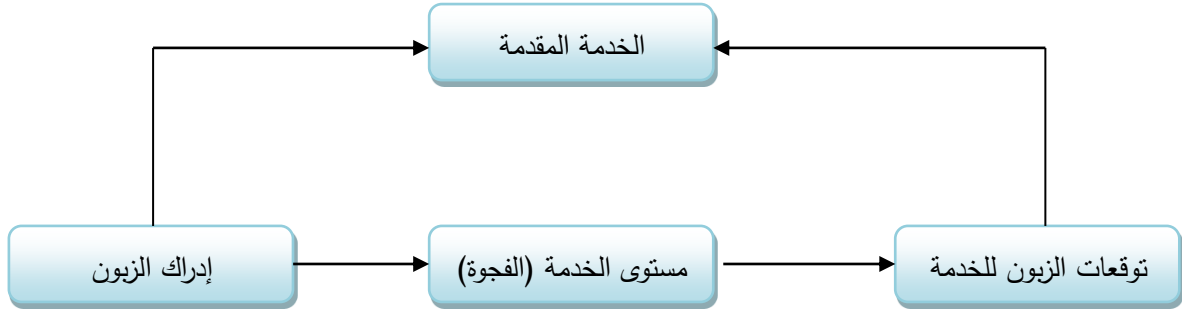 الخدمة المقدمة
توقعات الزبون للخدمة
مستوى الخدمة (الفجوة)
إدراك الزبون